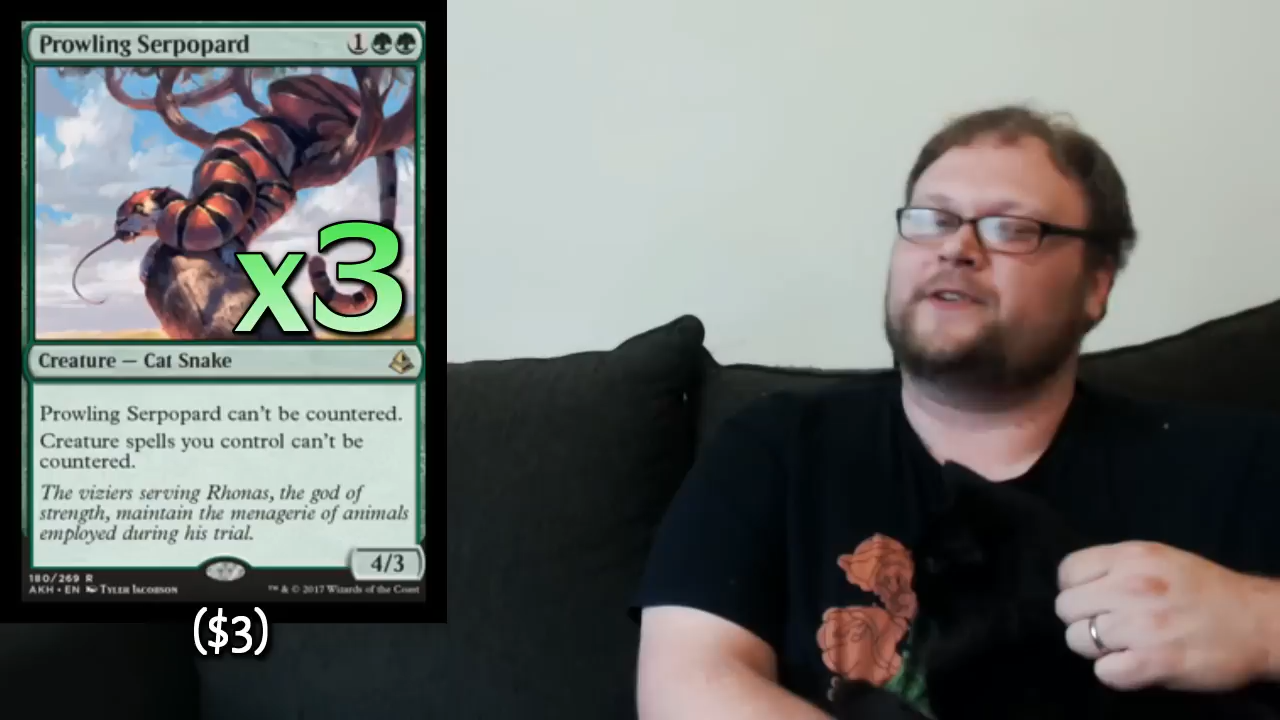 Prowling Serpopard 1
x3
Creature — Cat Snake
Prowling Serpopard can't be countered.
Creature spells you control can't be
countered.
The viziers serving Rhonas, the god of
strength, maintain the menagerie of animals
employed during his trial.
4/3
180/269 R
AKH • EN Tyler Jacobson
™ & © 2017 Wizards of the Coast
($3)